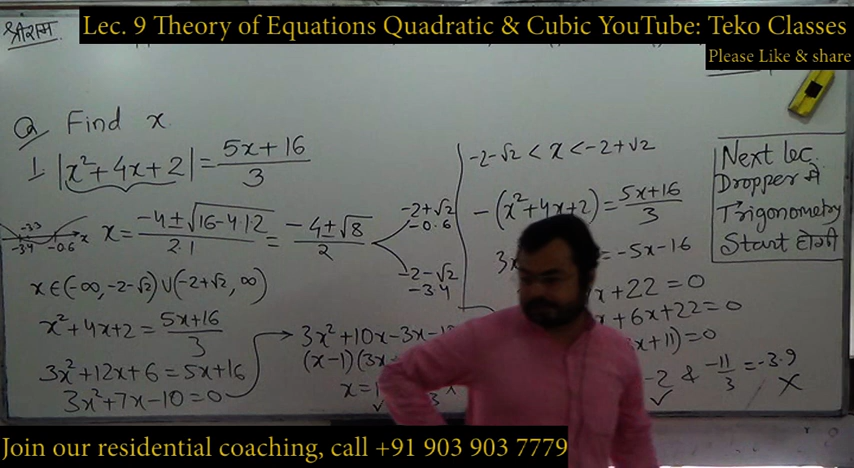 श्रीराम
Lec. 9 Theory of Equations Quadratic & Cubic YouTube: Teko Classes
Please Like & share
Q Find x
1. |x²+4x+2| = 5x+16/3
-3.3
-3.4 -0.6 x
x = -4±√16-4·1·2/2·1 = -4±√8/2
-2+√2
-0.6
-2-√2
-3.4
x∈(-∞, -2-√2)∪(-2+√2, ∞)
x²+4x+2 = 5x+16/3
3x²+12x+6 = 5x+16
3x²+7x-10=0
3x²+10x-3x-1
(x-1)(3x
x=1
-2-√2 < x < -2+√2
-(x²+4x+2) = 5x+16/3
3x = -5x-16
x+22=0
x+6x+22=0
3x+11)=0
-2 & -11/3 = -3.9
✓ ✗
Next lec.
Dropper में
Trigonometry
Start होगी
Join our residential coaching, call +91 903 903 7779